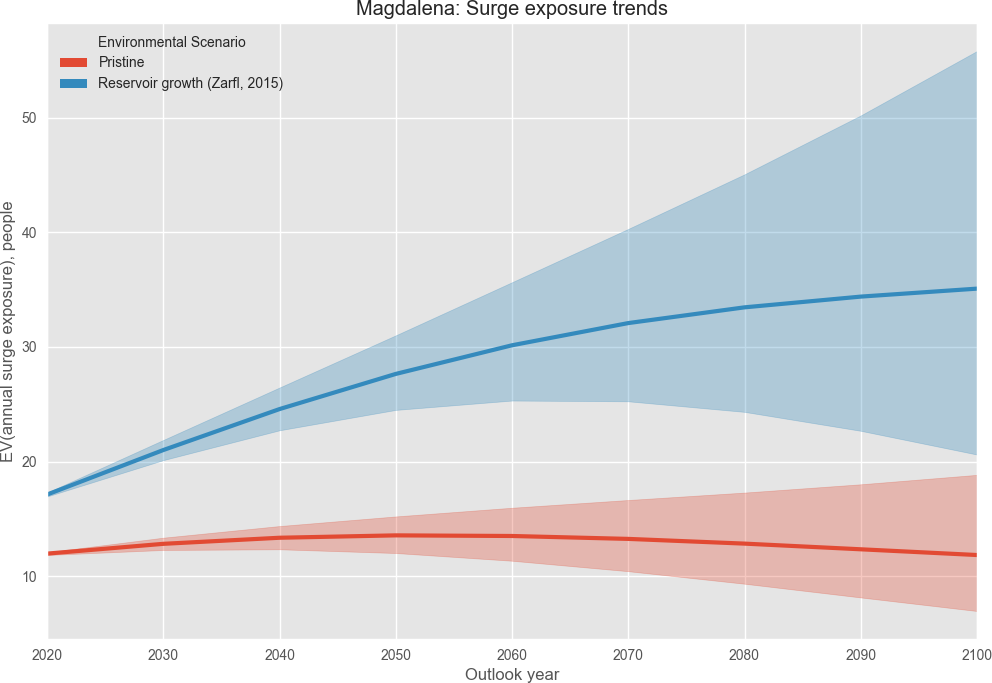 Magdalena: Surge exposure trends
Environmental Scenario
Pristine
Reservoir growth (Zarfl, 2015)
EV(annual surge exposure), people
50
40
30
20
10
2020 2030 2040 2050 2060 2070 2080 2090 2100
Outlook year